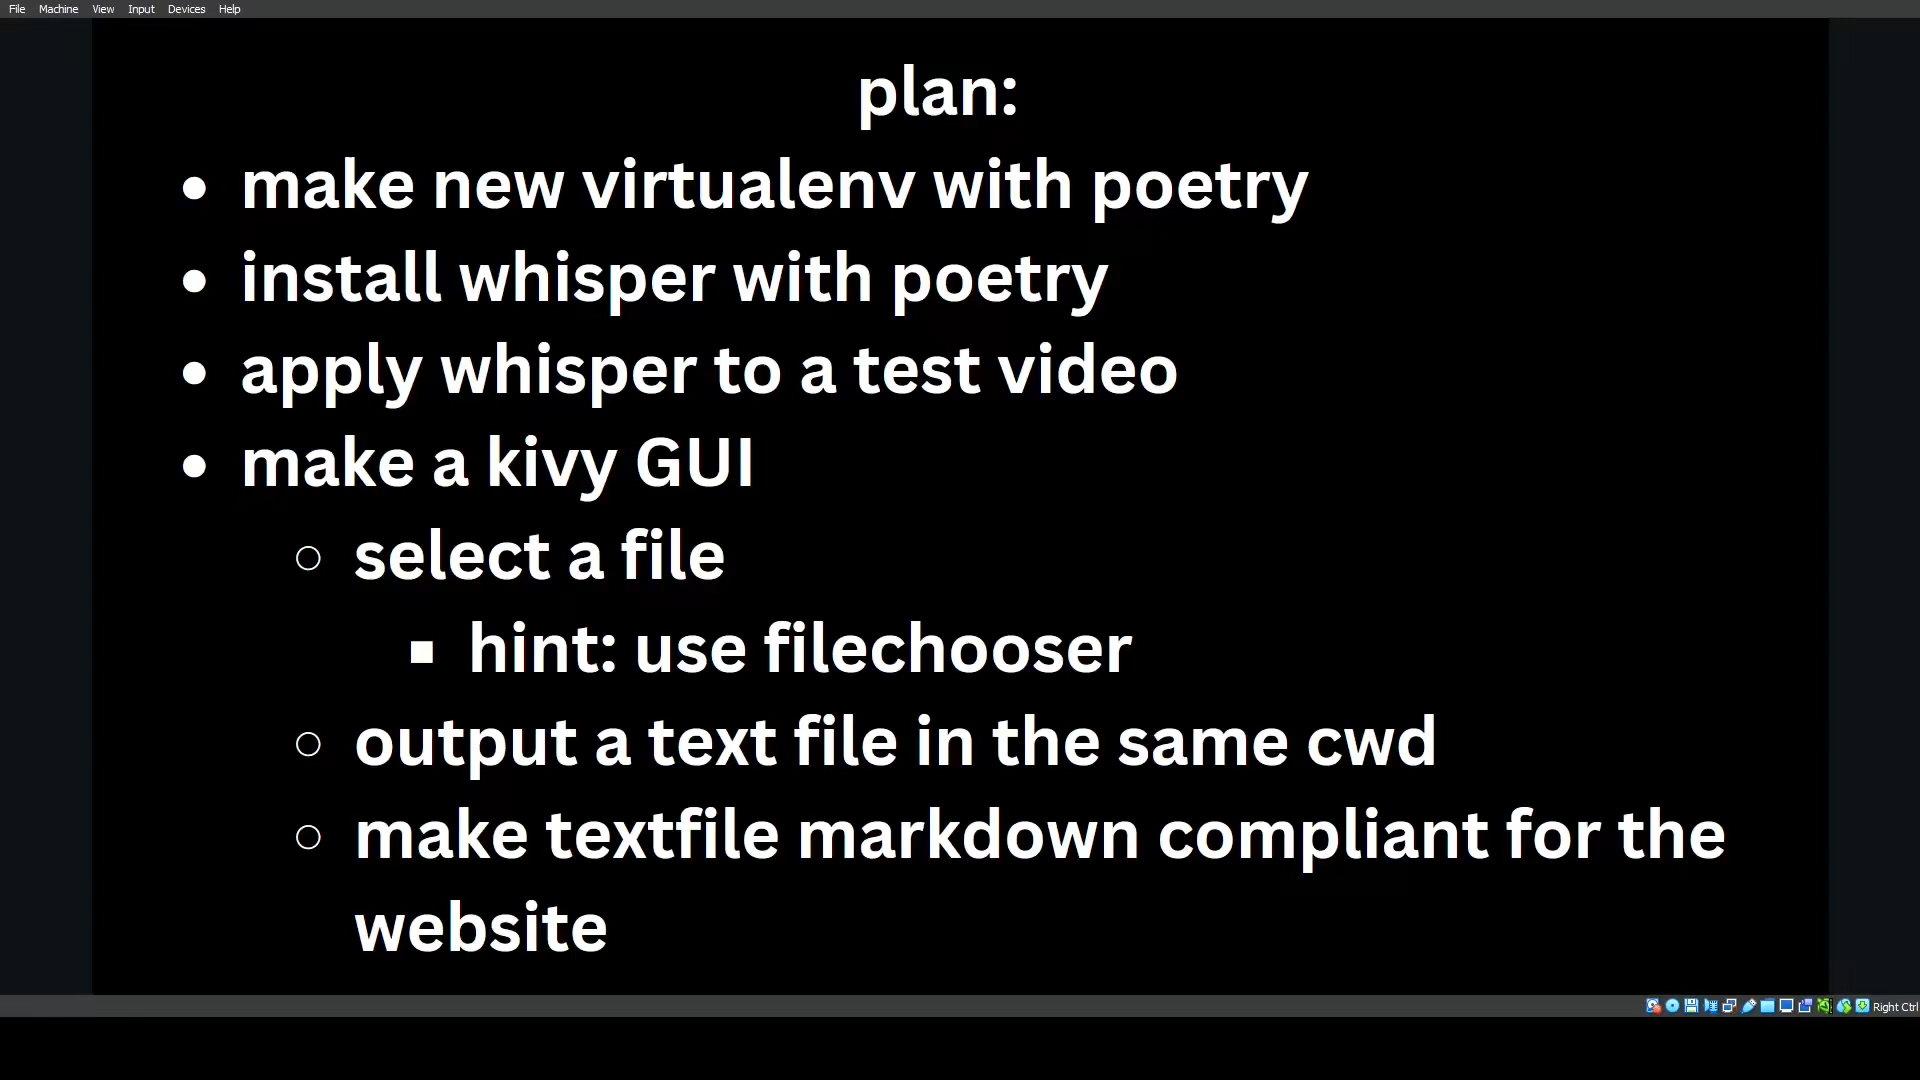 File Machine View Input Devices Help
plan:
• make new virtualenv with poetry
• install whisper with poetry
• apply whisper to a test video
• make a kivy GUI
○ select a file
■ hint: use filechooser
○ output a text file in the same cwd
○ make textfile markdown compliant for the
website
Right Ctrl